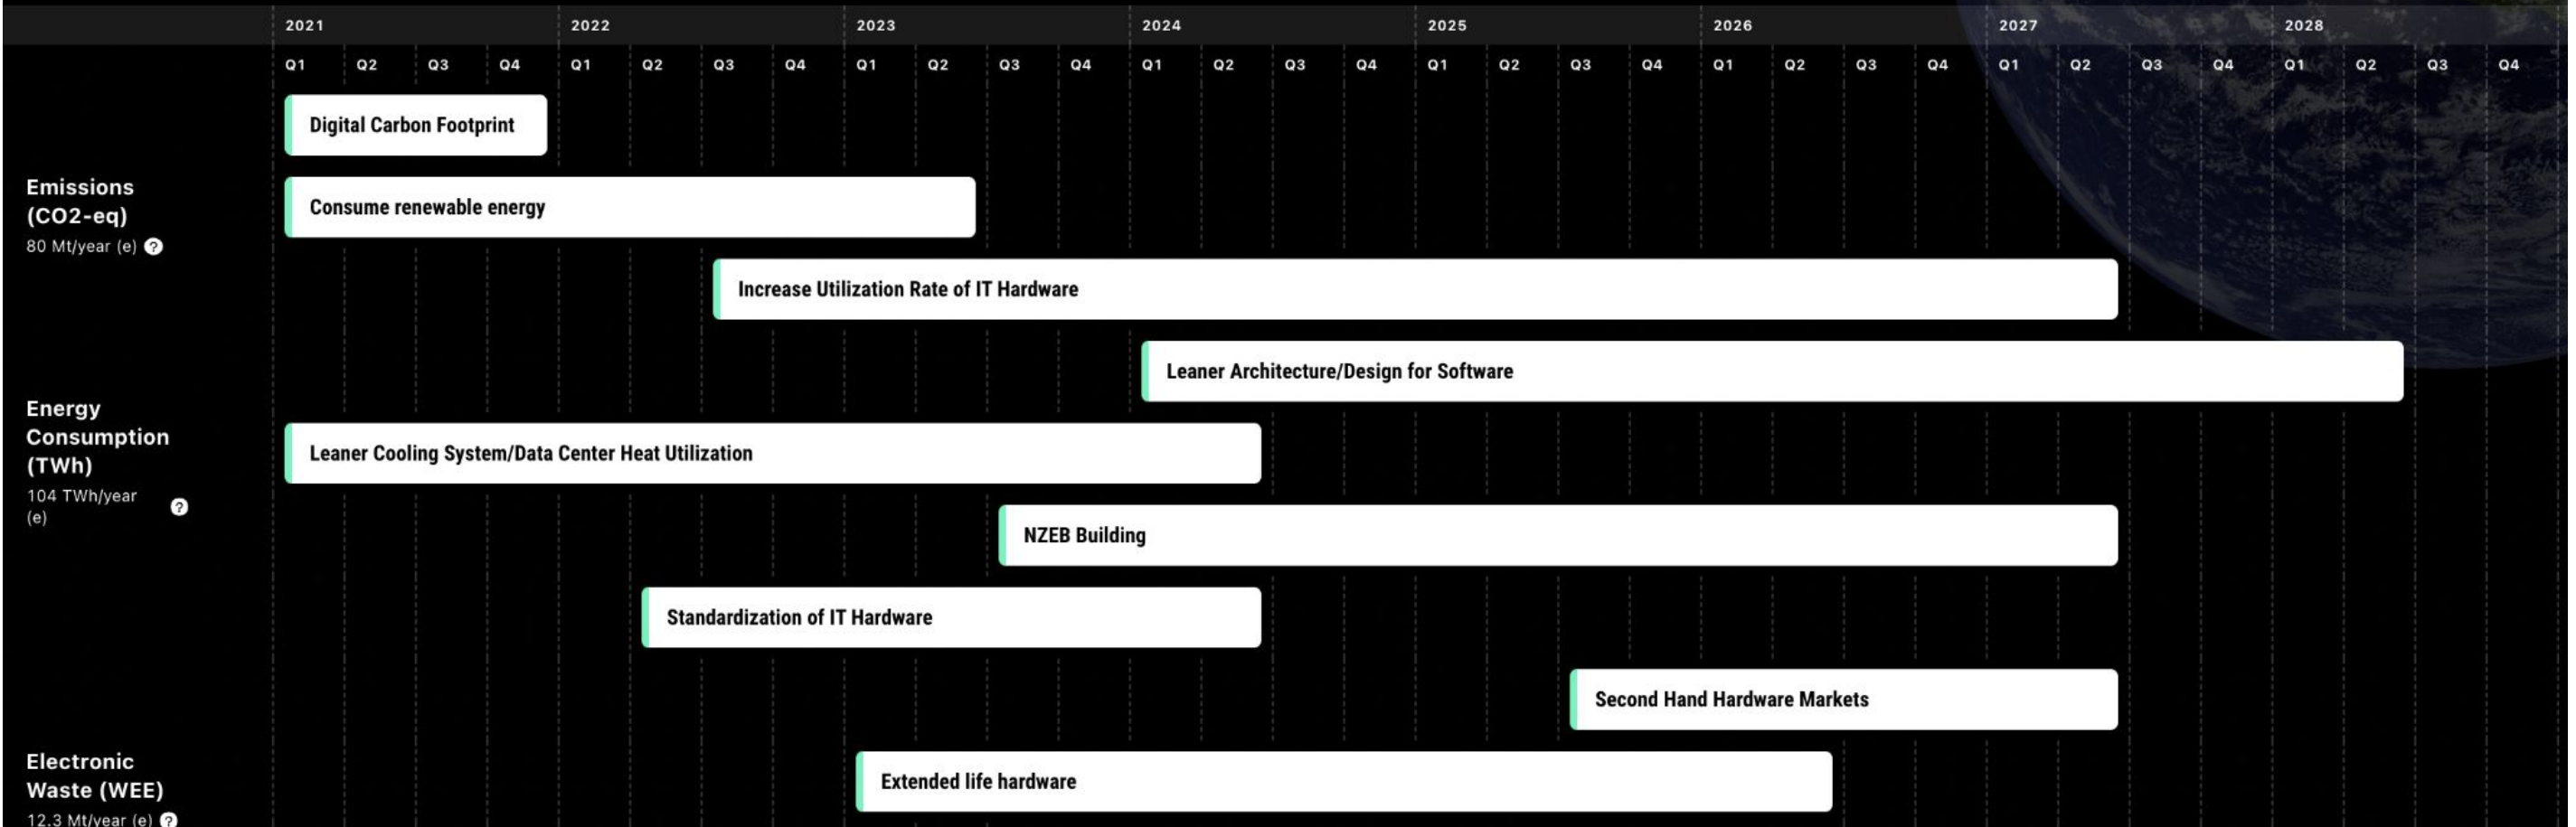 2021 2022 2023 2024 2025 2026 2027 2028
Q1 Q2 Q3 Q4 Q1 Q2 Q3 Q4 Q1 Q2 Q3 Q4 Q1 Q2 Q3 Q4 Q1 Q2 Q3 Q4 Q1 Q2 Q3 Q4 Q1 Q2 Q3 Q4 Q1 Q2 Q3 Q4
Emissions
(CO2-eq)
80 Mt/year (e) ?
Digital Carbon Footprint
Consume renewable energy
Increase Utilization Rate of IT Hardware
Energy
Consumption
(TWh)
104 TWh/year
(e) ?
Leaner Architecture/Design for Software
Leaner Cooling System/Data Center Heat Utilization
NZEB Building
Standardization of IT Hardware
Electronic
Waste (WEE)
12.3 Mt/year (e) ?
Second Hand Hardware Markets
Extended life hardware